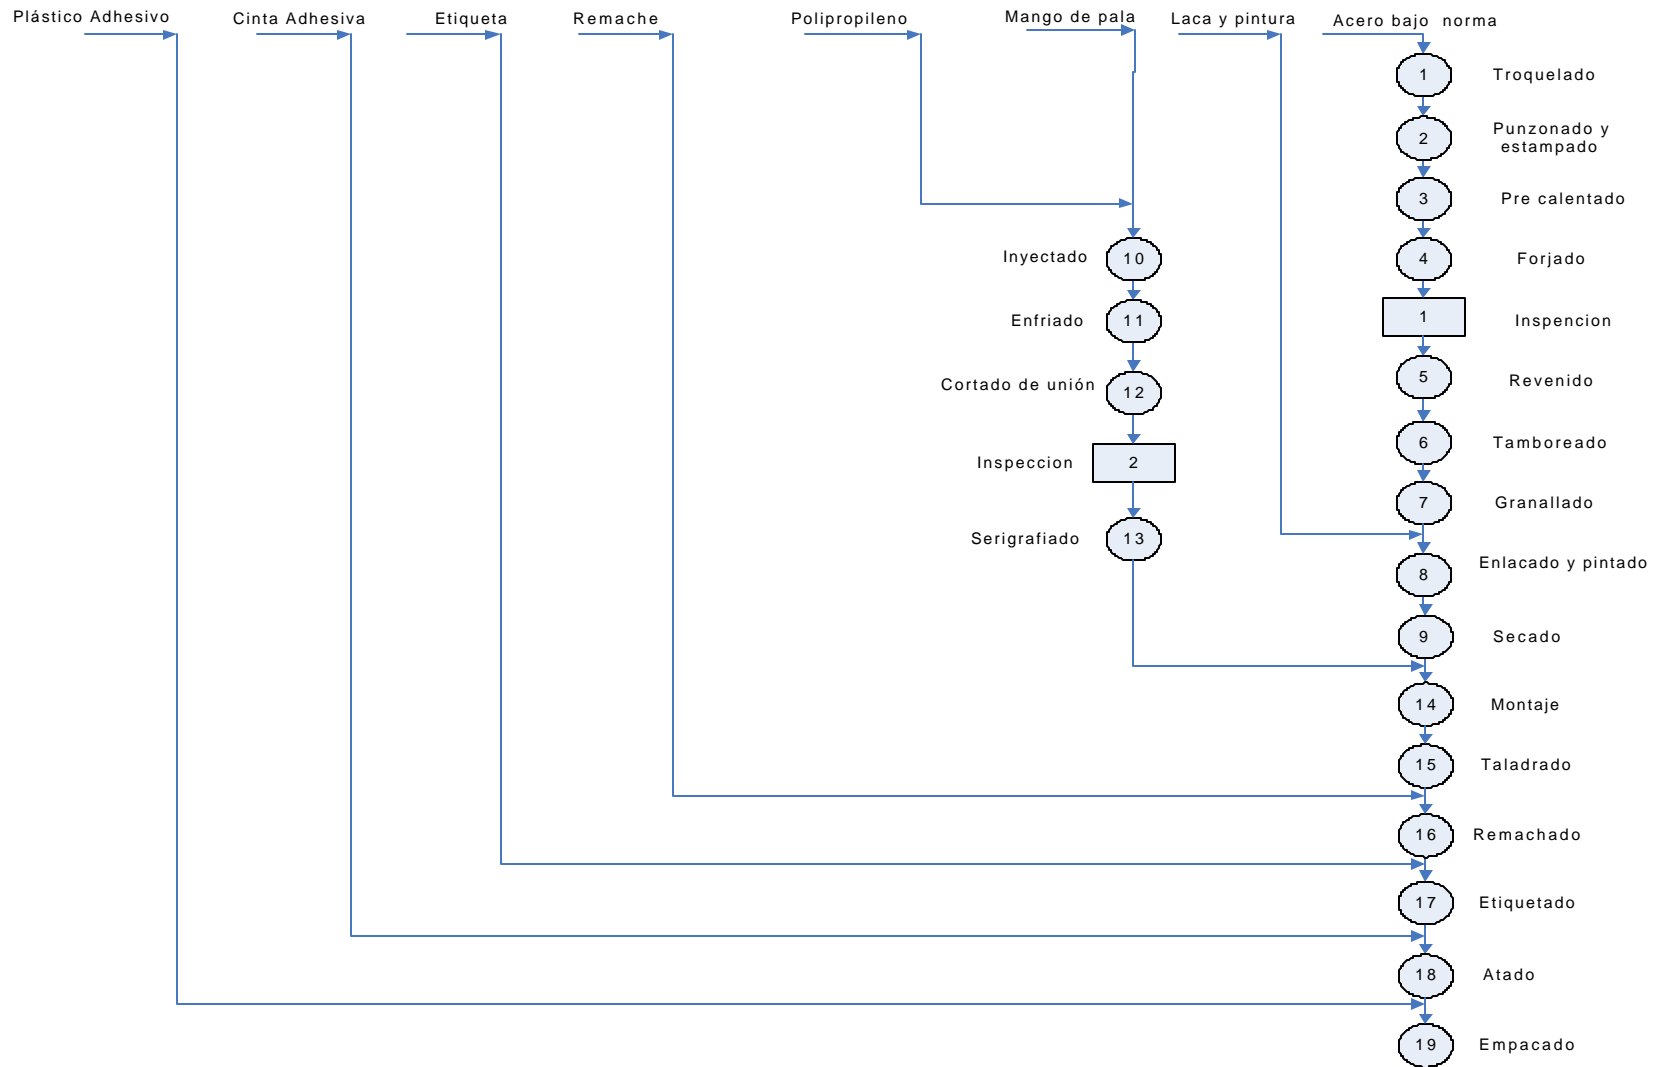 Plástico Adhesivo
Cinta Adhesiva
Etiqueta
Remache
Polipropileno
Mango de pala
Laca y pintura
Acero bajo norma
1
Troquelado
2
Punzonado y
estampado
3
Pre calentado
4
Forjado
1
Inspencion
5
Revenido
6
Tamboreado
7
Granallado
8
Enlacado y pintado
9
Secado
Inyectado
10
Enfriado
11
Cortado de unión
12
Inspeccion
2
Serigrafiado
13
14
Montaje
15
Taladrado
16
Remachado
17
Etiquetado
18
Atado
19
Empacado